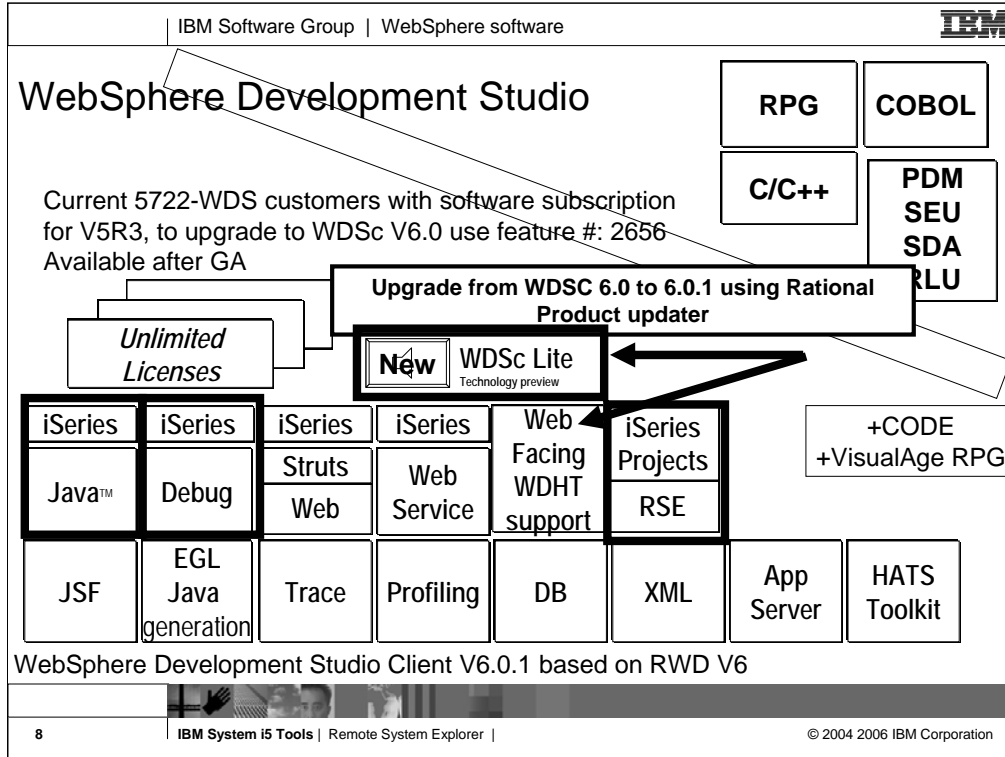 IBM Software Group | WebSphere software
IBM
WebSphere Development Studio
RPG
COBOL
C/C++
PDM
SEU
SDA
RLU
Current 5722-WDS customers with software subscription
for V5R3, to upgrade to WDSc V6.0 use feature #: 2656
Available after GA
Upgrade from WDSC 6.0 to 6.0.1 using Rational
Product updater
Unlimited
Licenses
New
WDSc Lite
Technology preview
iSeries
Java™
iSeries
Debug
iSeries
Struts
Web
iSeries
Web
Service
Web
Facing
WDHT
support
iSeries
Projects
RSE
+CODE
+VisualAge RPG
JSF
EGL
Java
generation
Trace
Profiling
DB
XML
App
Server
HATS
Toolkit
WebSphere Development Studio Client V6.0.1 based on RWD V6
8
IBM System i5 Tools | Remote System Explorer |
© 2004 2006 IBM Corporation